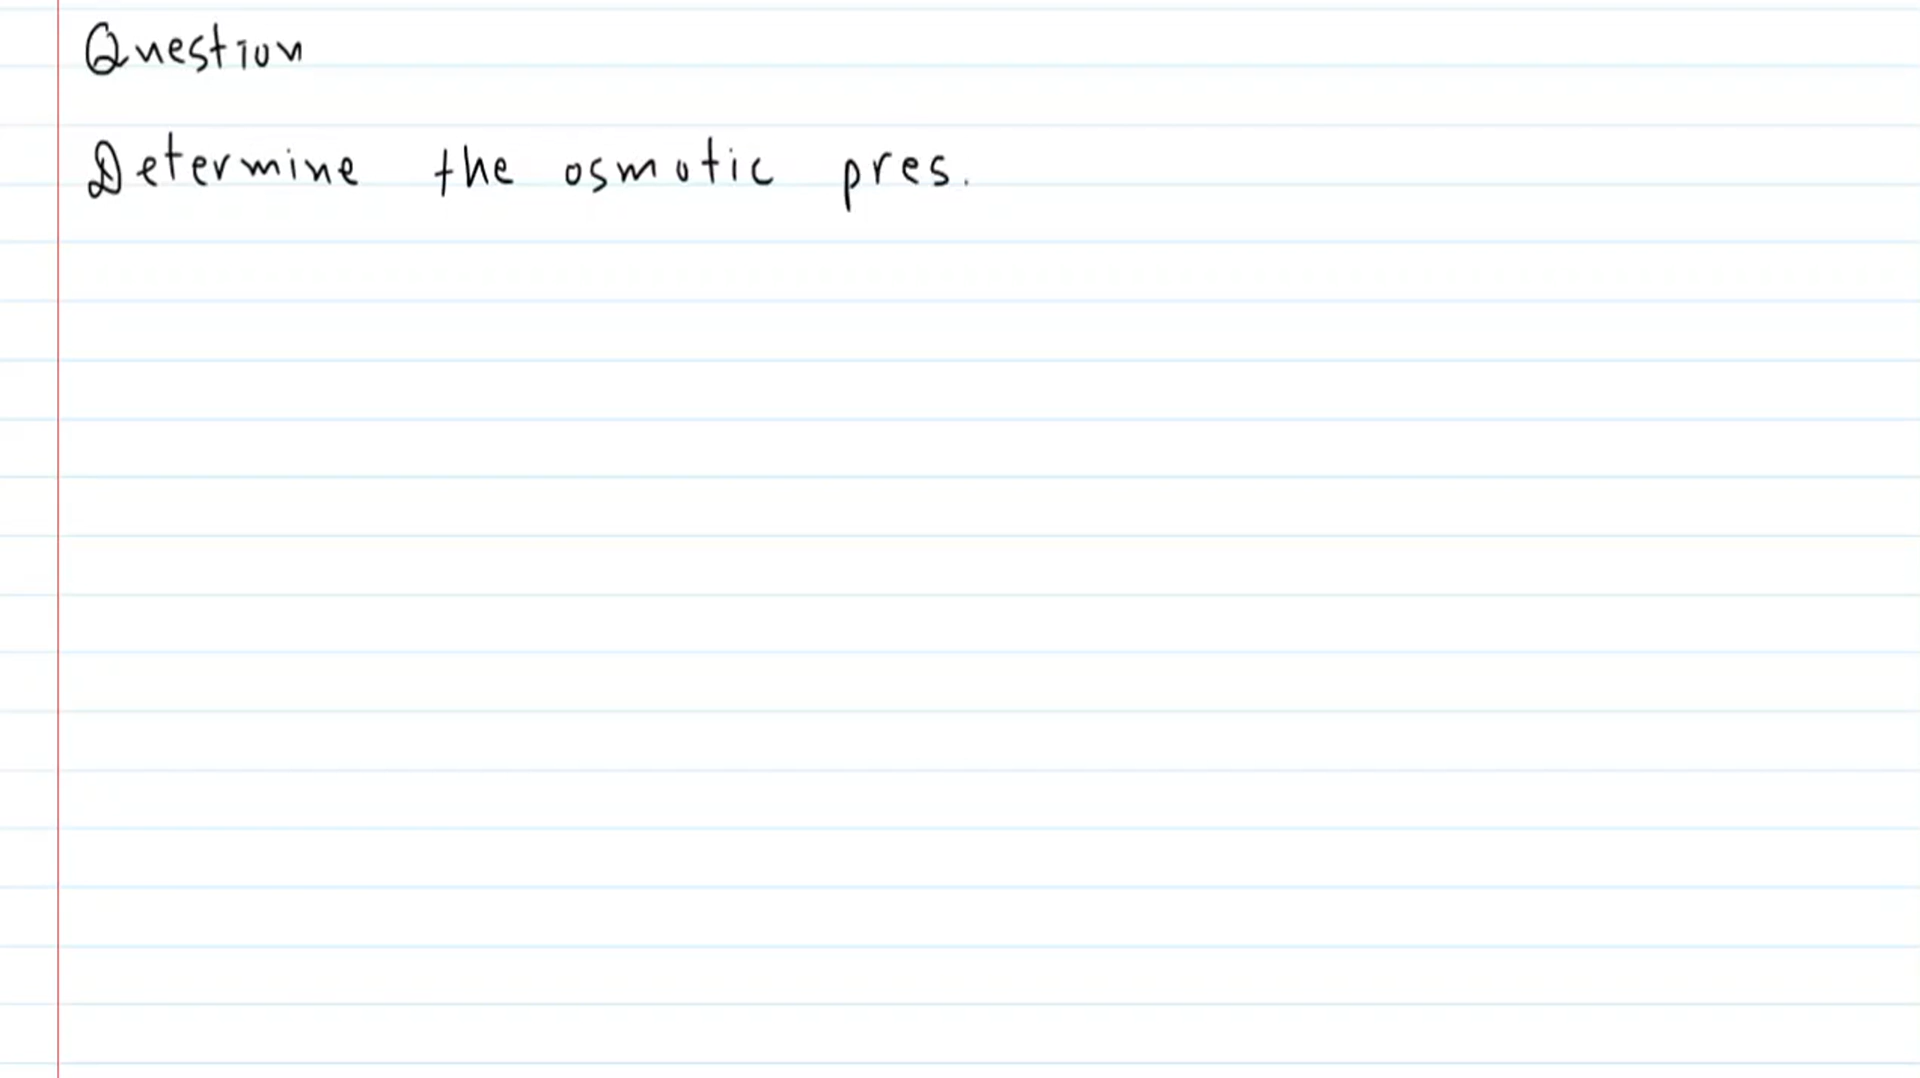 Question
Determine the osmotic pres.